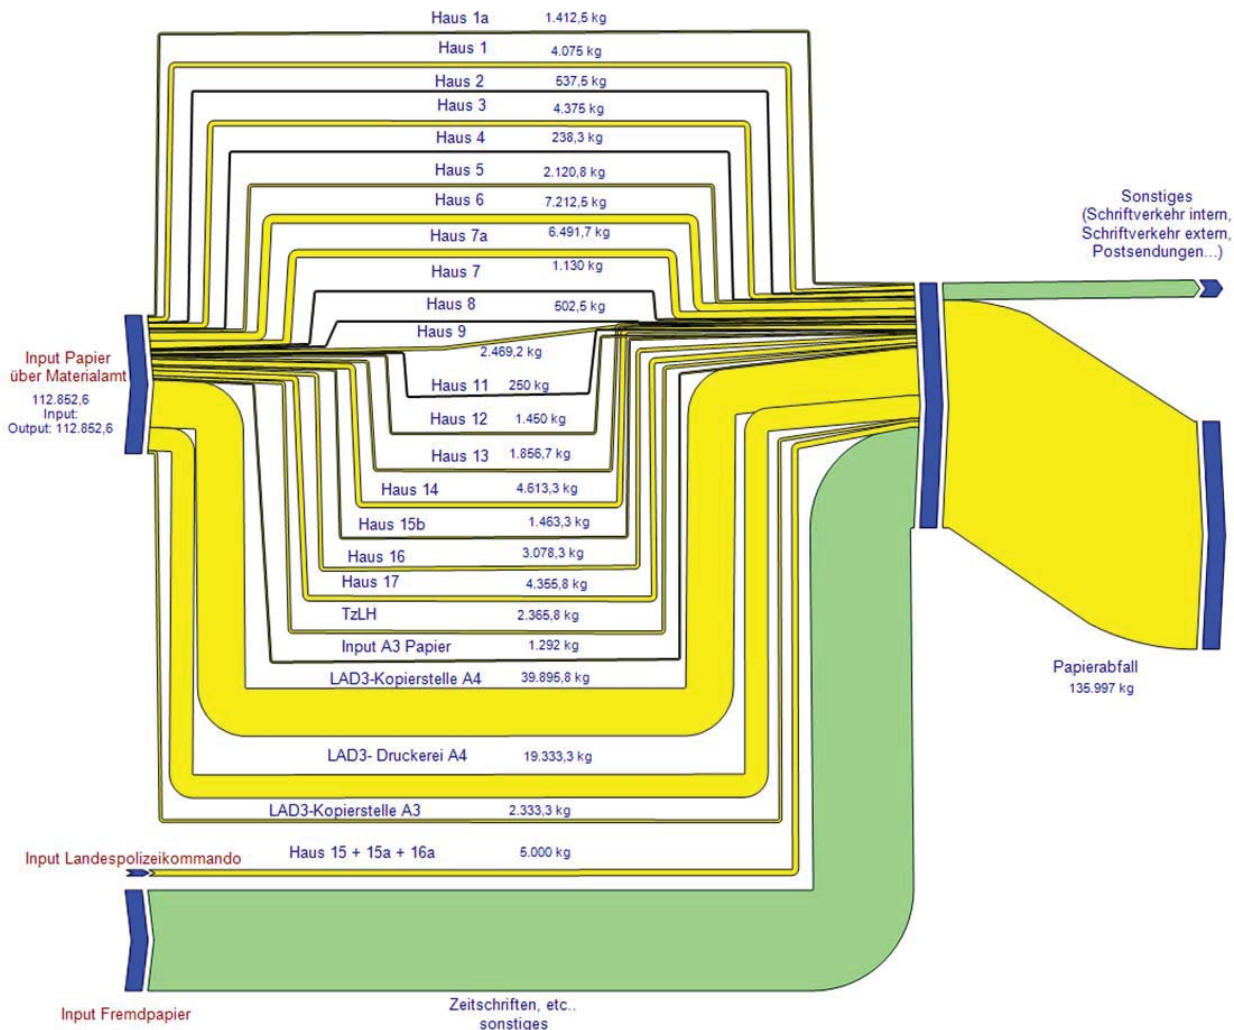 Haus 1a 1.412,5 kg
Haus 1 4.075 kg
Haus 2 537,5 kg
Haus 3 4.375 kg
Haus 4 238,3 kg
Haus 5 2.120,8 kg
Haus 6 7.212,5 kg
Haus 7a 6.491,7 kg
Haus 7 1.130 kg
Haus 8 502,5 kg
Haus 9
2.469,2 kg
Haus 11 250 kg
Haus 12 1.450 kg
Haus 13 1.856,7 kg
Haus 14 4.613,3 kg
Haus 15b 1.463,3 kg
Haus 16 3.078,3 kg
Haus 17 4.355,8 kg
TzLH 2.365,8 kg
Input A3 Papier 1.292 kg
LAD3-Kopierstelle A4 39.895,8 kg
LAD3- Druckerei A4 19.333,3 kg
LAD3-Kopierstelle A3 2.333,3 kg
Haus 15 + 15a + 16a 5.000 kg
Input Papier
über Materialamt
112.852,6
Input:
Output: 112.852,6
Input Landespolizeikommando
Input Fremdpapier
Zeitschriften, etc..
sonstiges
Sonstiges
(Schriftverkehr intern,
Schriftverkehr extern,
Postsendungen...)
Papierabfall
135.997 kg